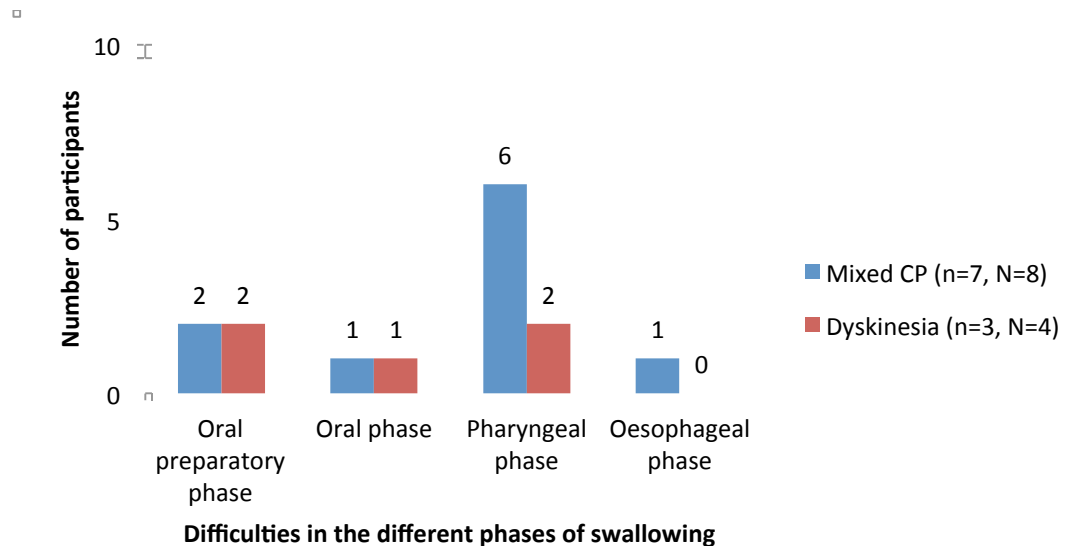 10
5
0
Number of participants
2
2
1
1
6
2
1
0
Oral
preparatory
phase
Oral phase
Pharyngeal
phase
Oesophageal
phase
Difficulties in the different phases of swallowing
Mixed CP (n=7, N=8)
Dyskinesia (n=3, N=4)